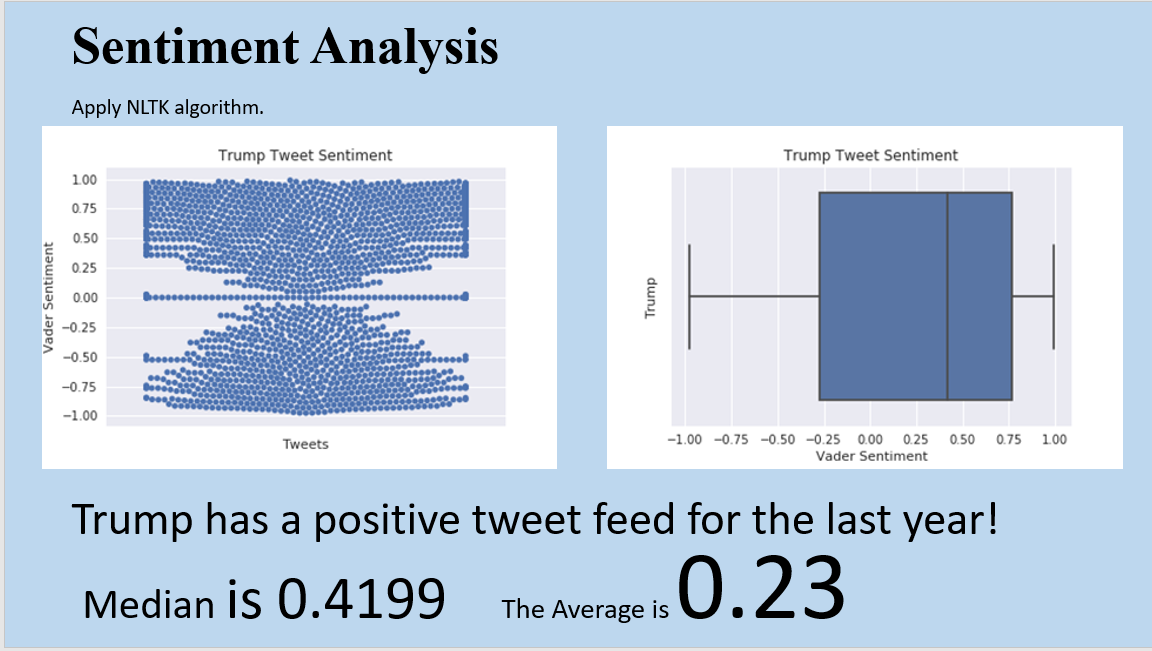 Sentiment Analysis
Apply NLTK algorithm.
Trump Tweet Sentiment
1.00
0.75
0.50
0.25
0.00
−0.25
−0.50
−0.75
−1.00
Vader Sentiment
Tweets
Trump Tweet Sentiment
Trump
−1.00 −0.75 −0.50 −0.25 0.00 0.25 0.50 0.75 1.00
Vader Sentiment
Trump has a positive tweet feed for the last year!
Median is 0.4199 The Average is 0.23